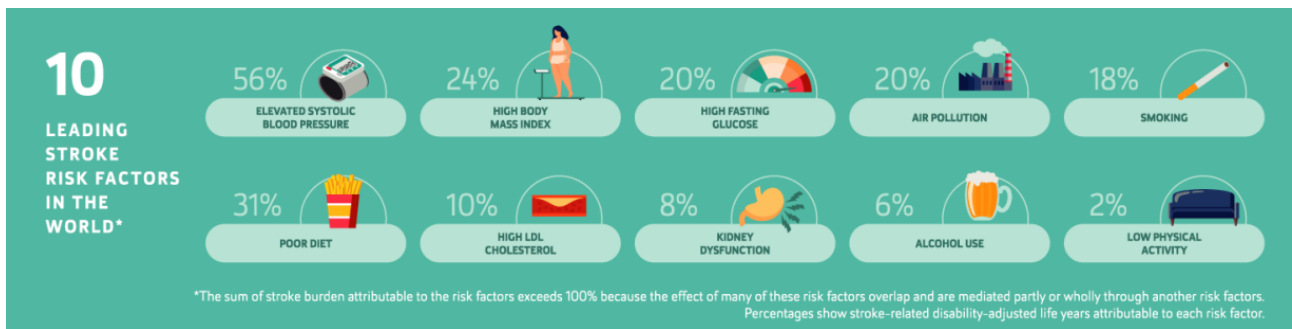 10
LEADING
STROKE
RISK FACTORS
IN THE
WORLD*
56%
ELEVATED SYSTOLIC
BLOOD PRESSURE
24%
HIGH BODY
MASS INDEX
20%
HIGH FASTING
GLUCOSE
20%
AIR POLLUTION
18%
SMOKING
31%
POOR DIET
10%
HIGH LDL
CHOLESTEROL
8%
KIDNEY
DYSFUNCTION
6%
ALCOHOL USE
2%
LOW PHYSICAL
ACTIVITY
*The sum of stroke burden attributable to the risk factors exceeds 100% because the effect of many of these risk factors overlap and are mediated partly or wholly through another risk factors.
Percentages show stroke-related disability-adjusted life years attributable to each risk factor.